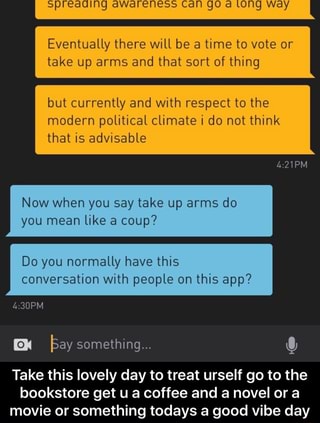 spreading awareness can go a long way
Eventually there will be a time to vote or
take up arms and that sort of thing
but currently and with respect to the
modern political climate i do not think
that is advisable
4:21PM
Now when you say take up arms do
you mean like a coup?
Do you normally have this
conversation with people on this app?
4:30PM
Say something...
Take this lovely day to treat urself go to the
bookstore get u a coffee and a novel or a
movie or something todays a good vibe day